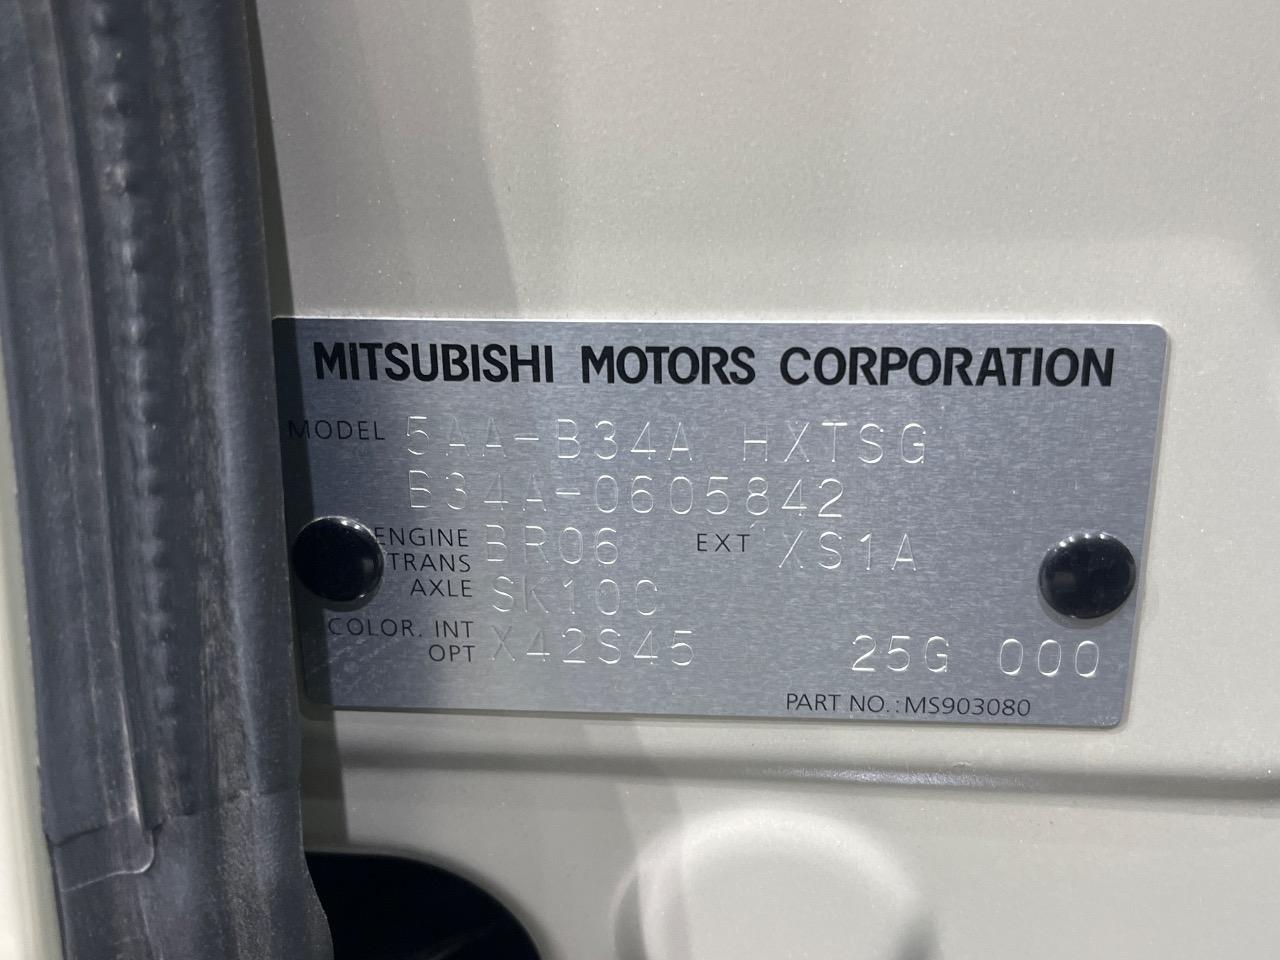 MITSUBISHI MOTORS CORPORATION
MODEL 5AA-B34A HXTSG
B34A-0605842
ENGINE BR06 EXT XS1A
TRANS
AXLE SK10C
COLOR. INT
OPT X42S45 25G 000
PART NO.:MS903080